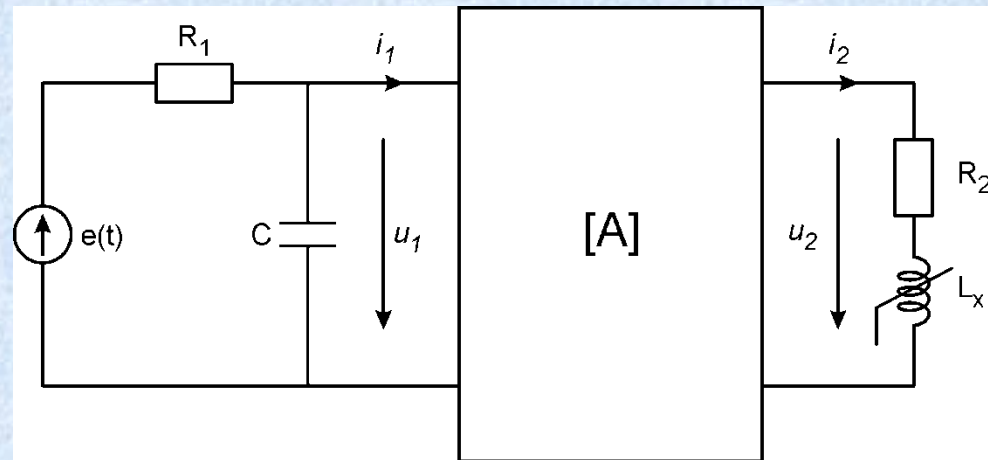 R₁
i₁
i₂
e(t)
C
u₁
[A]
u₂
R₂
Lₓ